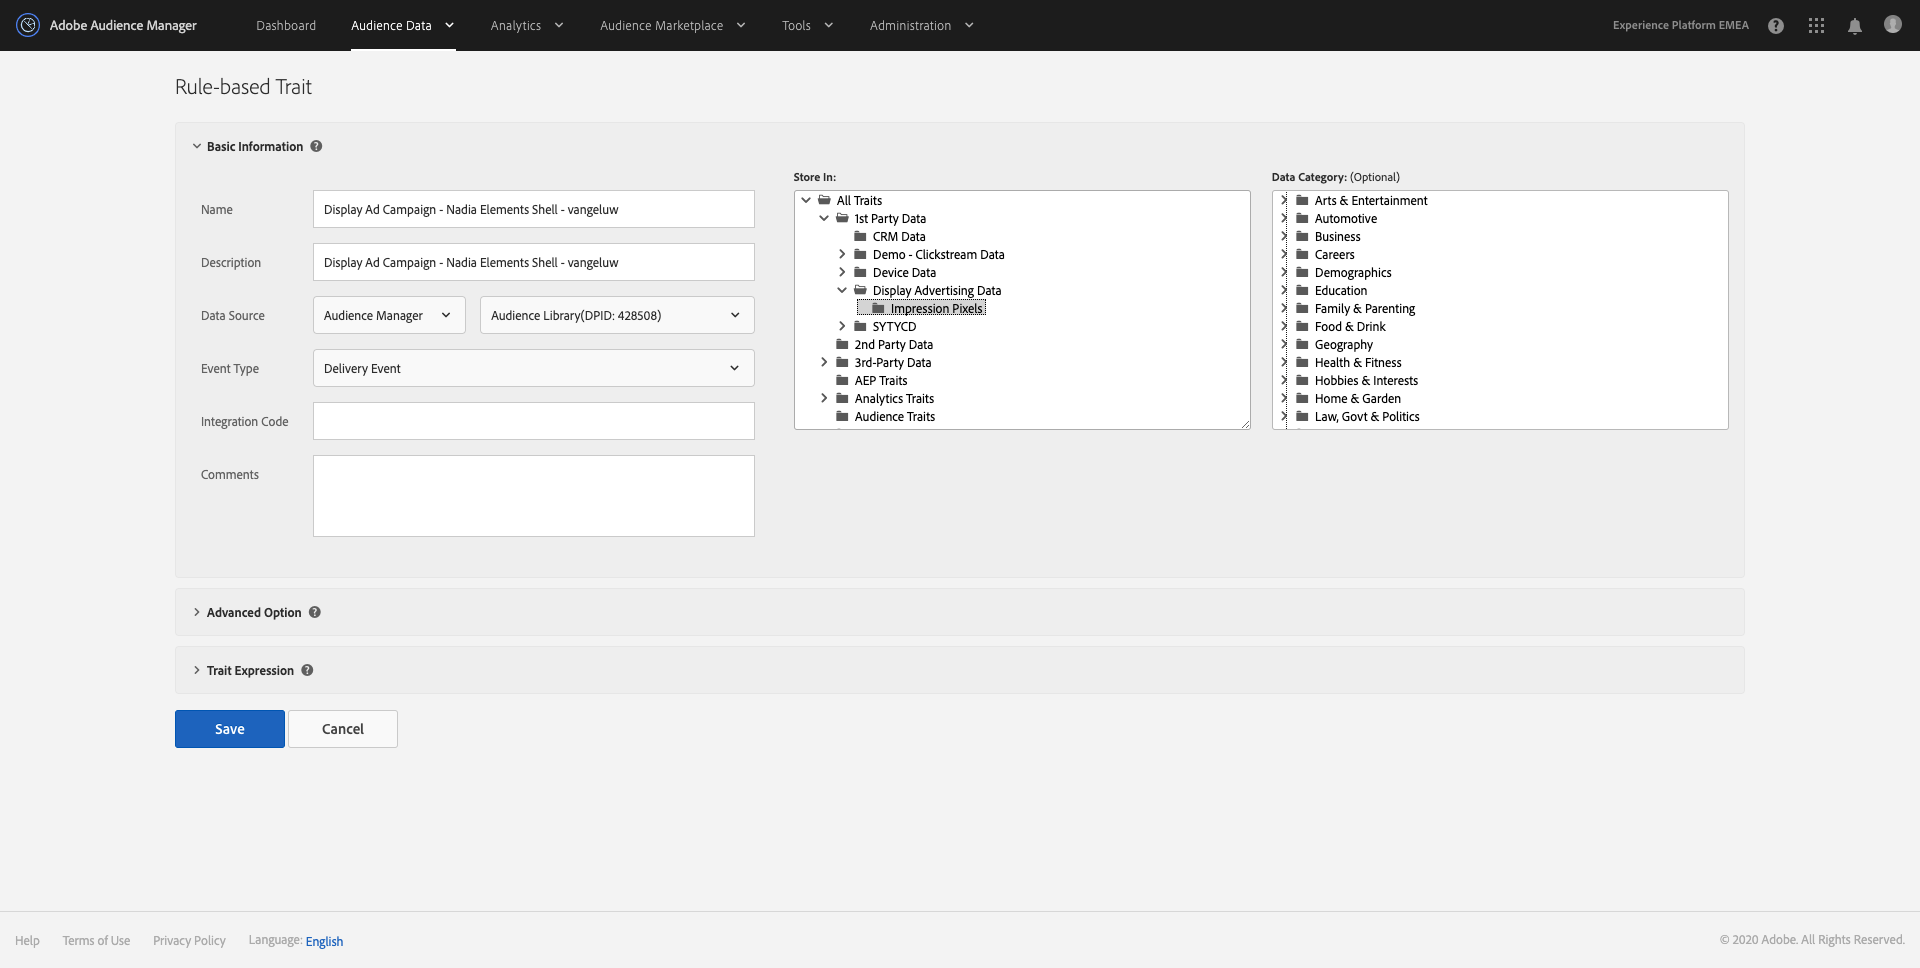 Adobe Audience Manager
Dashboard
Audience Data
Analytics
Audience Marketplace
Tools
Administration
Experience Platform EMEA
Rule-based Trait
Basic Information
Name
Display Ad Campaign - Nadia Elements Shell - vangeluw
Description
Display Ad Campaign - Nadia Elements Shell - vangeluw
Data Source
Audience Manager
Audience Library(DPID: 428508)
Event Type
Delivery Event
Integration Code
Comments
Store In:
All Traits
1st Party Data
CRM Data
Demo - Clickstream Data
Device Data
Display Advertising Data
Impression Pixels
SYTYCD
2nd Party Data
3rd-Party Data
AEP Traits
Analytics Traits
Audience Traits
Data Category: (Optional)
Arts & Entertainment
Automotive
Business
Careers
Demographics
Education
Family & Parenting
Food & Drink
Geography
Health & Fitness
Hobbies & Interests
Home & Garden
Law, Govt & Politics
Advanced Option
Trait Expression
Save
Cancel
Help
Terms of Use
Privacy Policy
Language: English
© 2020 Adobe. All Rights Reserved.